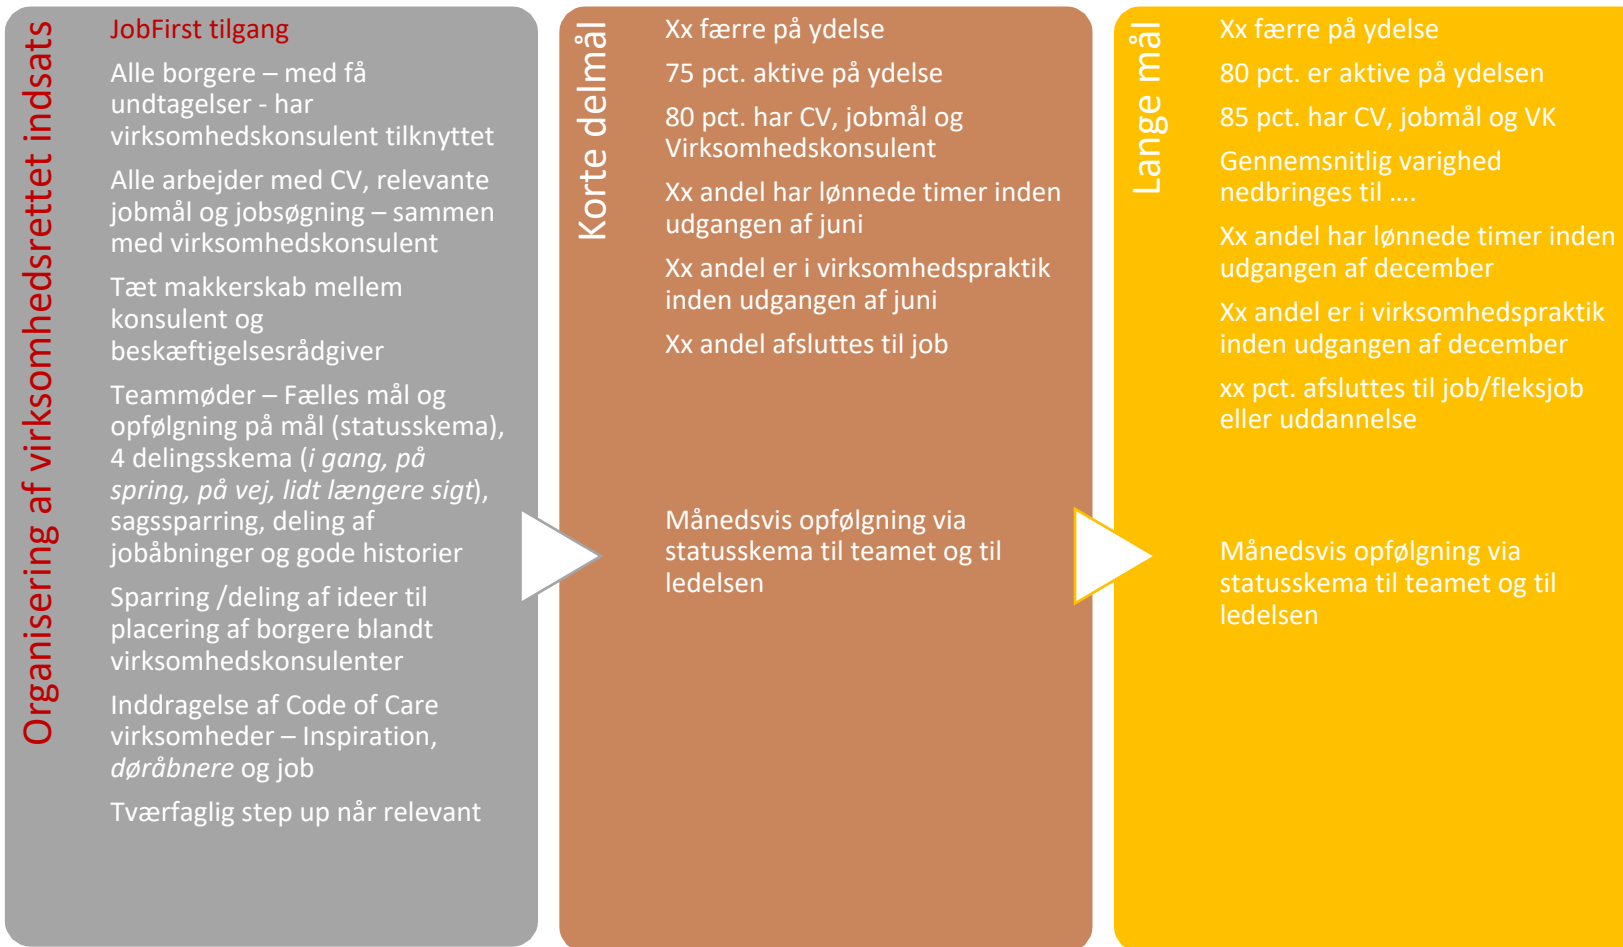 Organisering af virksomhedsrettet indsats
JobFirst tilgang
Alle borgere – med få
undtagelser - har
virksomhedskonsulent tilknyttet
Alle arbejder med CV, relevante
jobmål og jobsøgning – sammen
med virksomhedskonsulent
Tæt makkerskab mellem
konsulent og
beskæftigelsesrådgiver
Teammøder – Fælles mål og
opfølgning på mål (statusskema),
4 delingsskema (i gang, på
spring, på vej, lidt længere sigt),
sagssparring, deling af
jobåbninger og gode historier
Sparring /deling af ideer til
placering af borgere blandt
virksomhedskonsulenter
Inddragelse af Code of Care
virksomheder – Inspiration,
døråbnere og job
Tværfaglig step up når relevant
Korte delmål
Xx færre på ydelse
75 pct. aktive på ydelse
80 pct. har CV, jobmål og
Virksomhedskonsulent
Xx andel har lønnede timer inden
udgangen af juni
Xx andel er i virksomhedspraktik
inden udgangen af juni
Xx andel afsluttes til job
Månedsvis opfølgning via
statusskema til teamet og til
ledelsen
Lange mål
Xx færre på ydelse
80 pct. er aktive på ydelsen
85 pct. har CV, jobmål og VK
Gennemsnitlig varighed
nedbringes til ....
Xx andel har lønnede timer inden
udgangen af december
Xx andel er i virksomhedspraktik
inden udgangen af december
xx pct. afsluttes til job/fleksjob
eller uddannelse
Månedsvis opfølgning via
statusskema til teamet og til
ledelsen